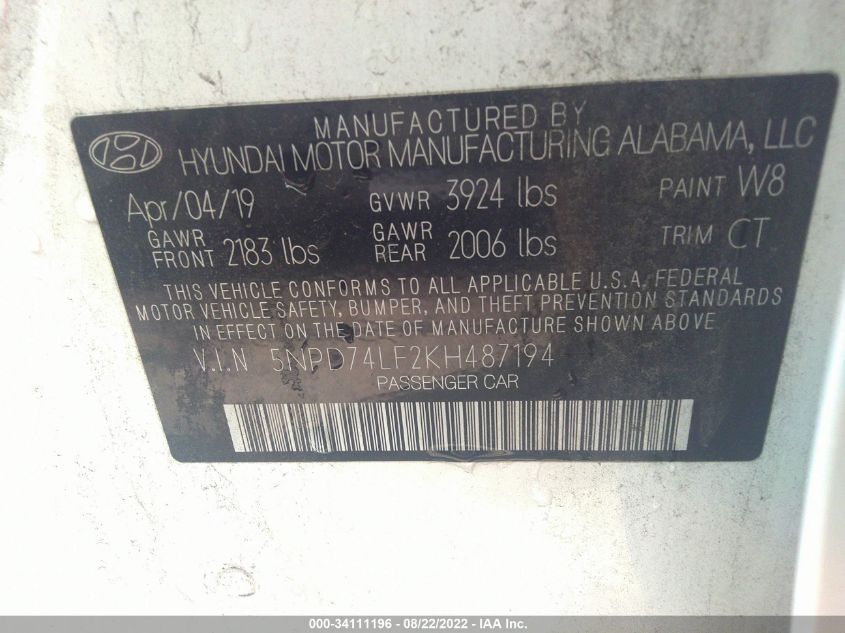 MANUFACTURED BY
HYUNDAI MOTOR MANUFACTURING ALABAMA, LLC
Apr/04/19 GVWR 3924 lbs PAINT W8
GAWR FRONT 2183 lbs GAWR REAR 2006 lbs TRIM CT
THIS VEHICLE CONFORMS TO ALL APPLICABLE U.S.A. FEDERAL
MOTOR VEHICLE SAFETY, BUMPER, AND THEFT PREVENTION STANDARDS
IN EFFECT ON THE DATE OF MANUFACTURE SHOWN ABOVE.
V.I.N 5NPD74LF2KH487194
PASSENGER CAR
000-34111196 - 08/22/2022 - IAA Inc.